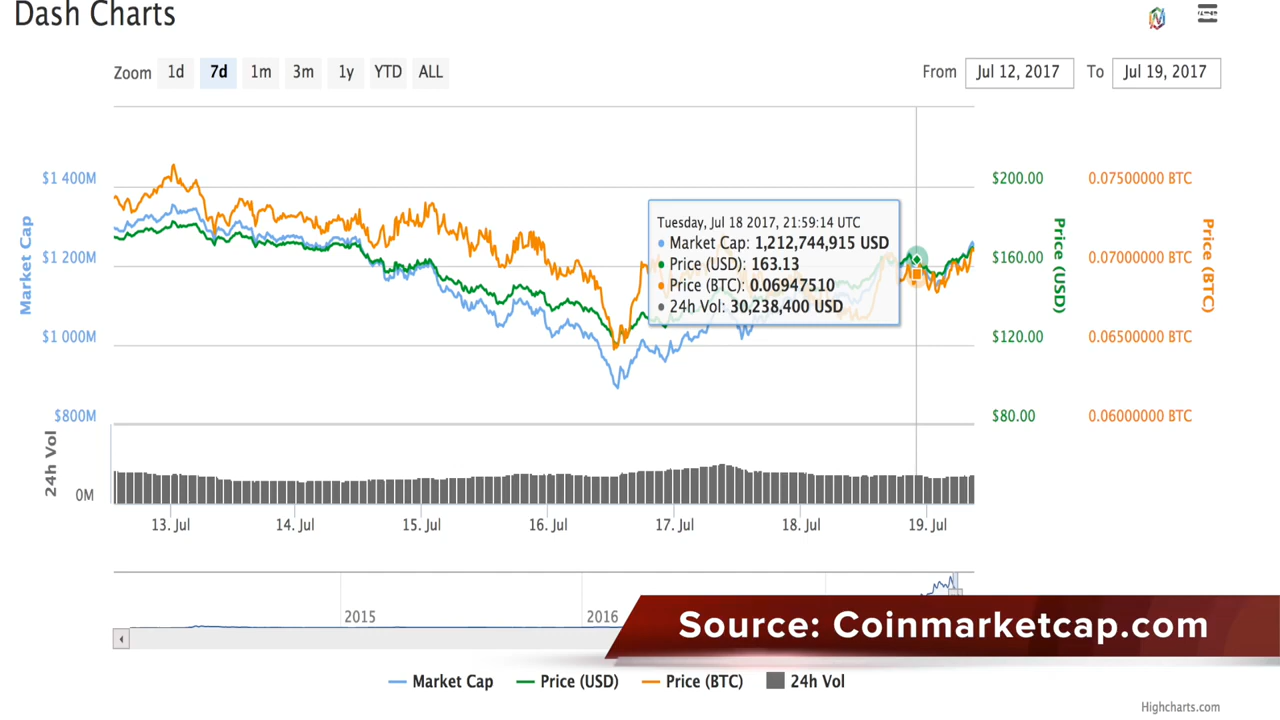 Dash Charts
Zoom 1d 7d 1m 3m 1y YTD ALL
From Jul 12, 2017 To Jul 19, 2017
$1 400M
$1 200M
$1 000M
$800M
Market Cap
24h Vol
0M
Tuesday, Jul 18 2017, 21:59:14 UTC
Market Cap: 1,212,744,915 USD
Price (USD): 163.13
Price (BTC): 0.06947510
24h Vol: 30,238,400 USD
$200.00
$160.00
$120.00
$80.00
Price (USD)
0.07500000 BTC
0.07000000 BTC
0.06500000 BTC
0.06000000 BTC
Price (BTC)
13. Jul 14. Jul 15. Jul 16. Jul 17. Jul 18. Jul 19. Jul
2015 2016
Source: Coinmarketcap.com
Market Cap Price (USD) Price (BTC) 24h Vol
Highcharts.com